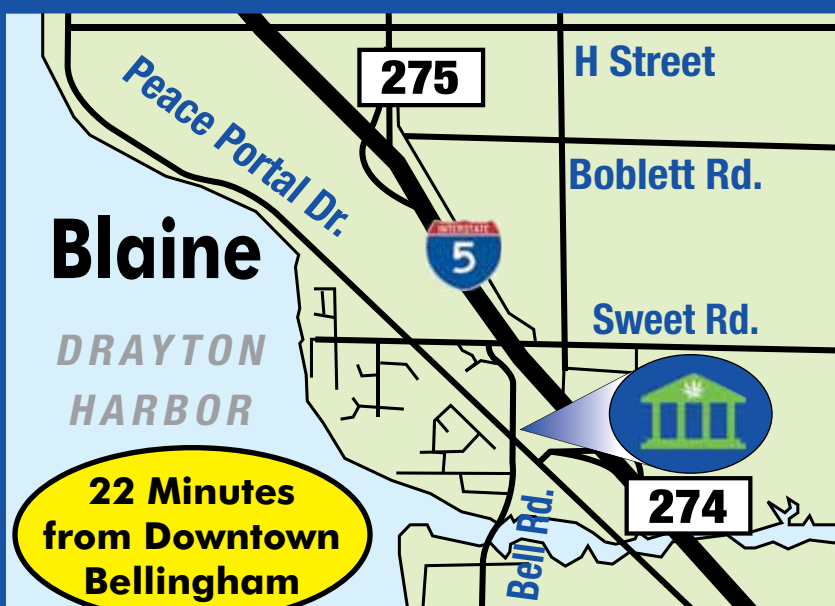 275
H Street
Peace Portal Dr.
Boblett Rd.
Blaine
INTERSTATE
5
Sweet Rd.
DRAYTON
HARBOR
22 Minutes
from Downtown
Bellingham
274
Bell Rd.